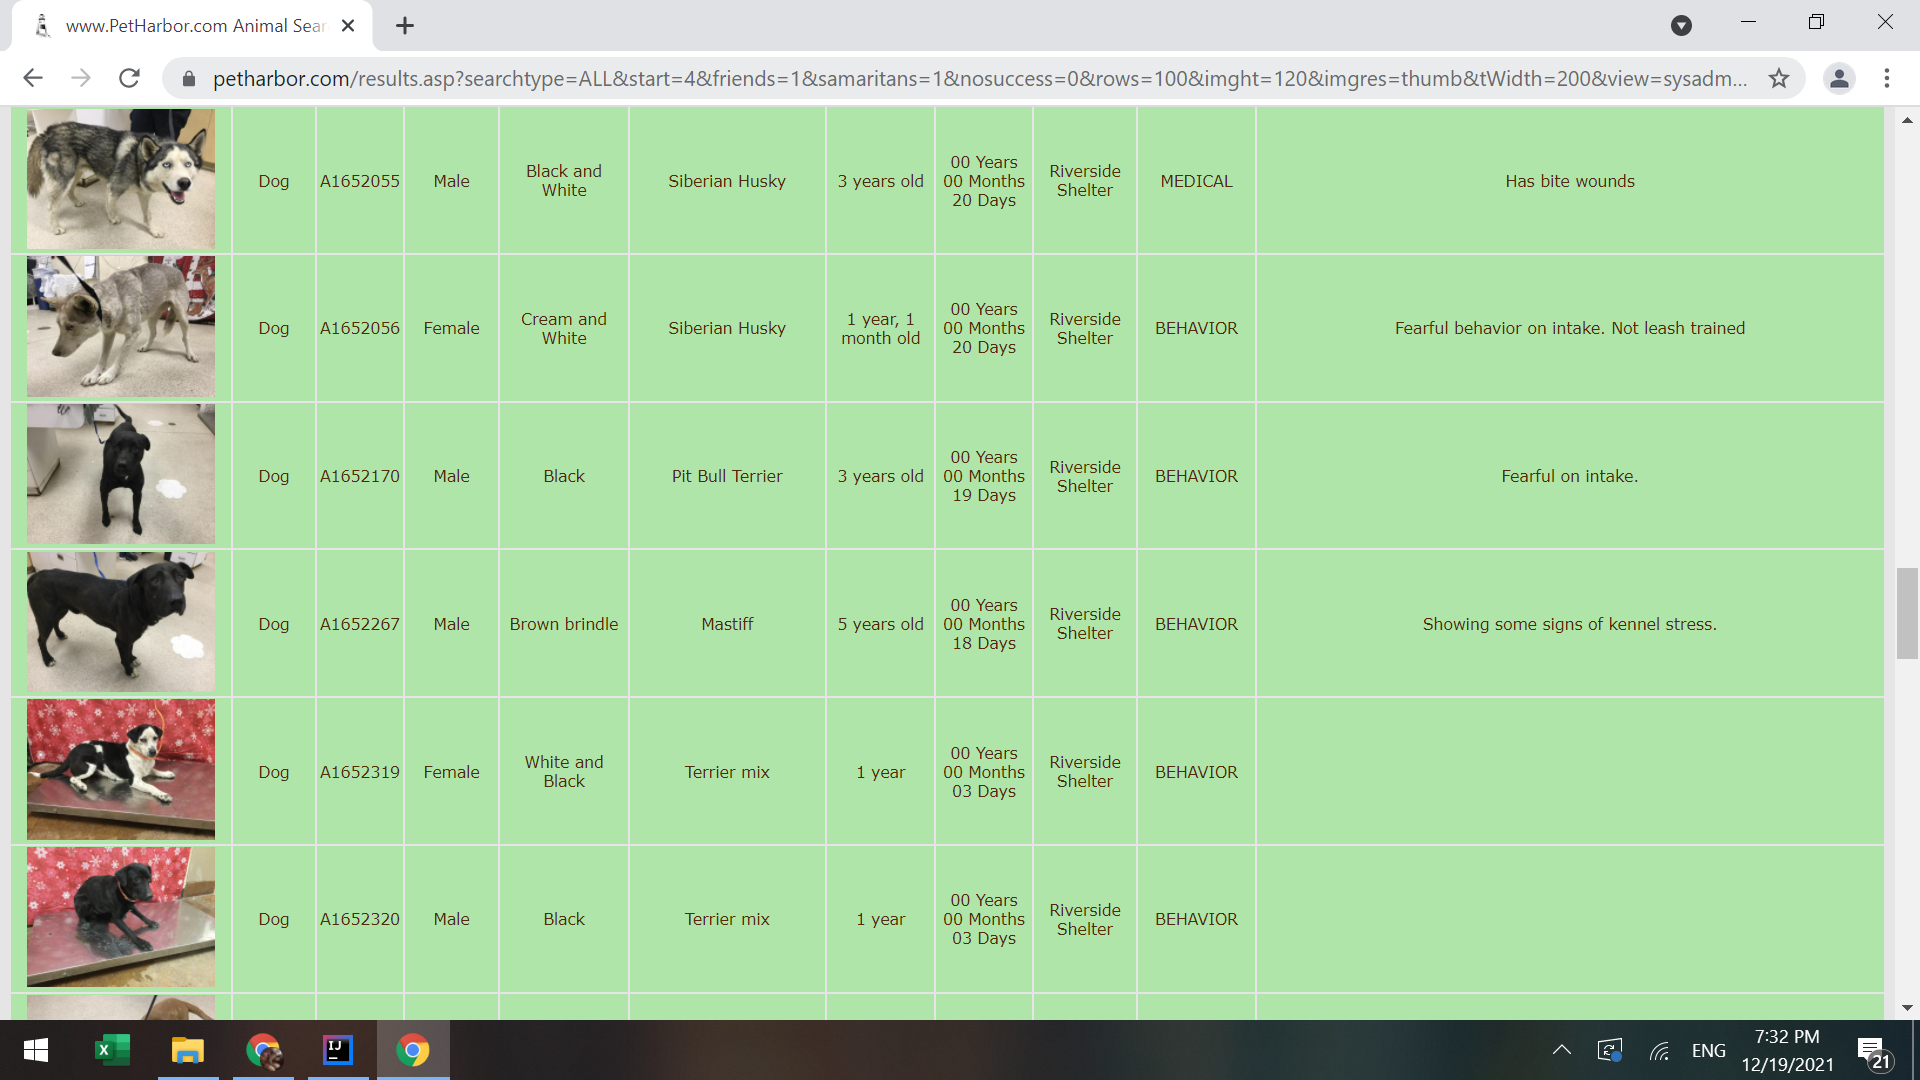 www.PetHarbor.com Animal Sear
petharbor.com/results.asp?searchtype=ALL&start=4&friends=1&samaritans=1&nosuccess=0&rows=100&imght=120&imgres=thumb&tWidth=200&view=sysadm...
Dog
A1652055
Male
Black and
White
Siberian Husky
3 years old
00 Years
00 Months
20 Days
Riverside
Shelter
MEDICAL
Has bite wounds
Dog
A1652056
Female
Cream and
White
Siberian Husky
1 year, 1
month old
00 Years
00 Months
20 Days
Riverside
Shelter
BEHAVIOR
Fearful behavior on intake. Not leash trained
Dog
A1652170
Male
Black
Pit Bull Terrier
3 years old
00 Years
00 Months
19 Days
Riverside
Shelter
BEHAVIOR
Fearful on intake.
Dog
A1652267
Male
Brown brindle
Mastiff
5 years old
00 Years
00 Months
18 Days
Riverside
Shelter
BEHAVIOR
Showing some signs of kennel stress.
Dog
A1652319
Female
White and
Black
Terrier mix
1 year
00 Years
00 Months
03 Days
Riverside
Shelter
BEHAVIOR
Dog
A1652320
Male
Black
Terrier mix
1 year
00 Years
00 Months
03 Days
Riverside
Shelter
BEHAVIOR
X
IJ
ENG
7:32 PM
12/19/2021
21